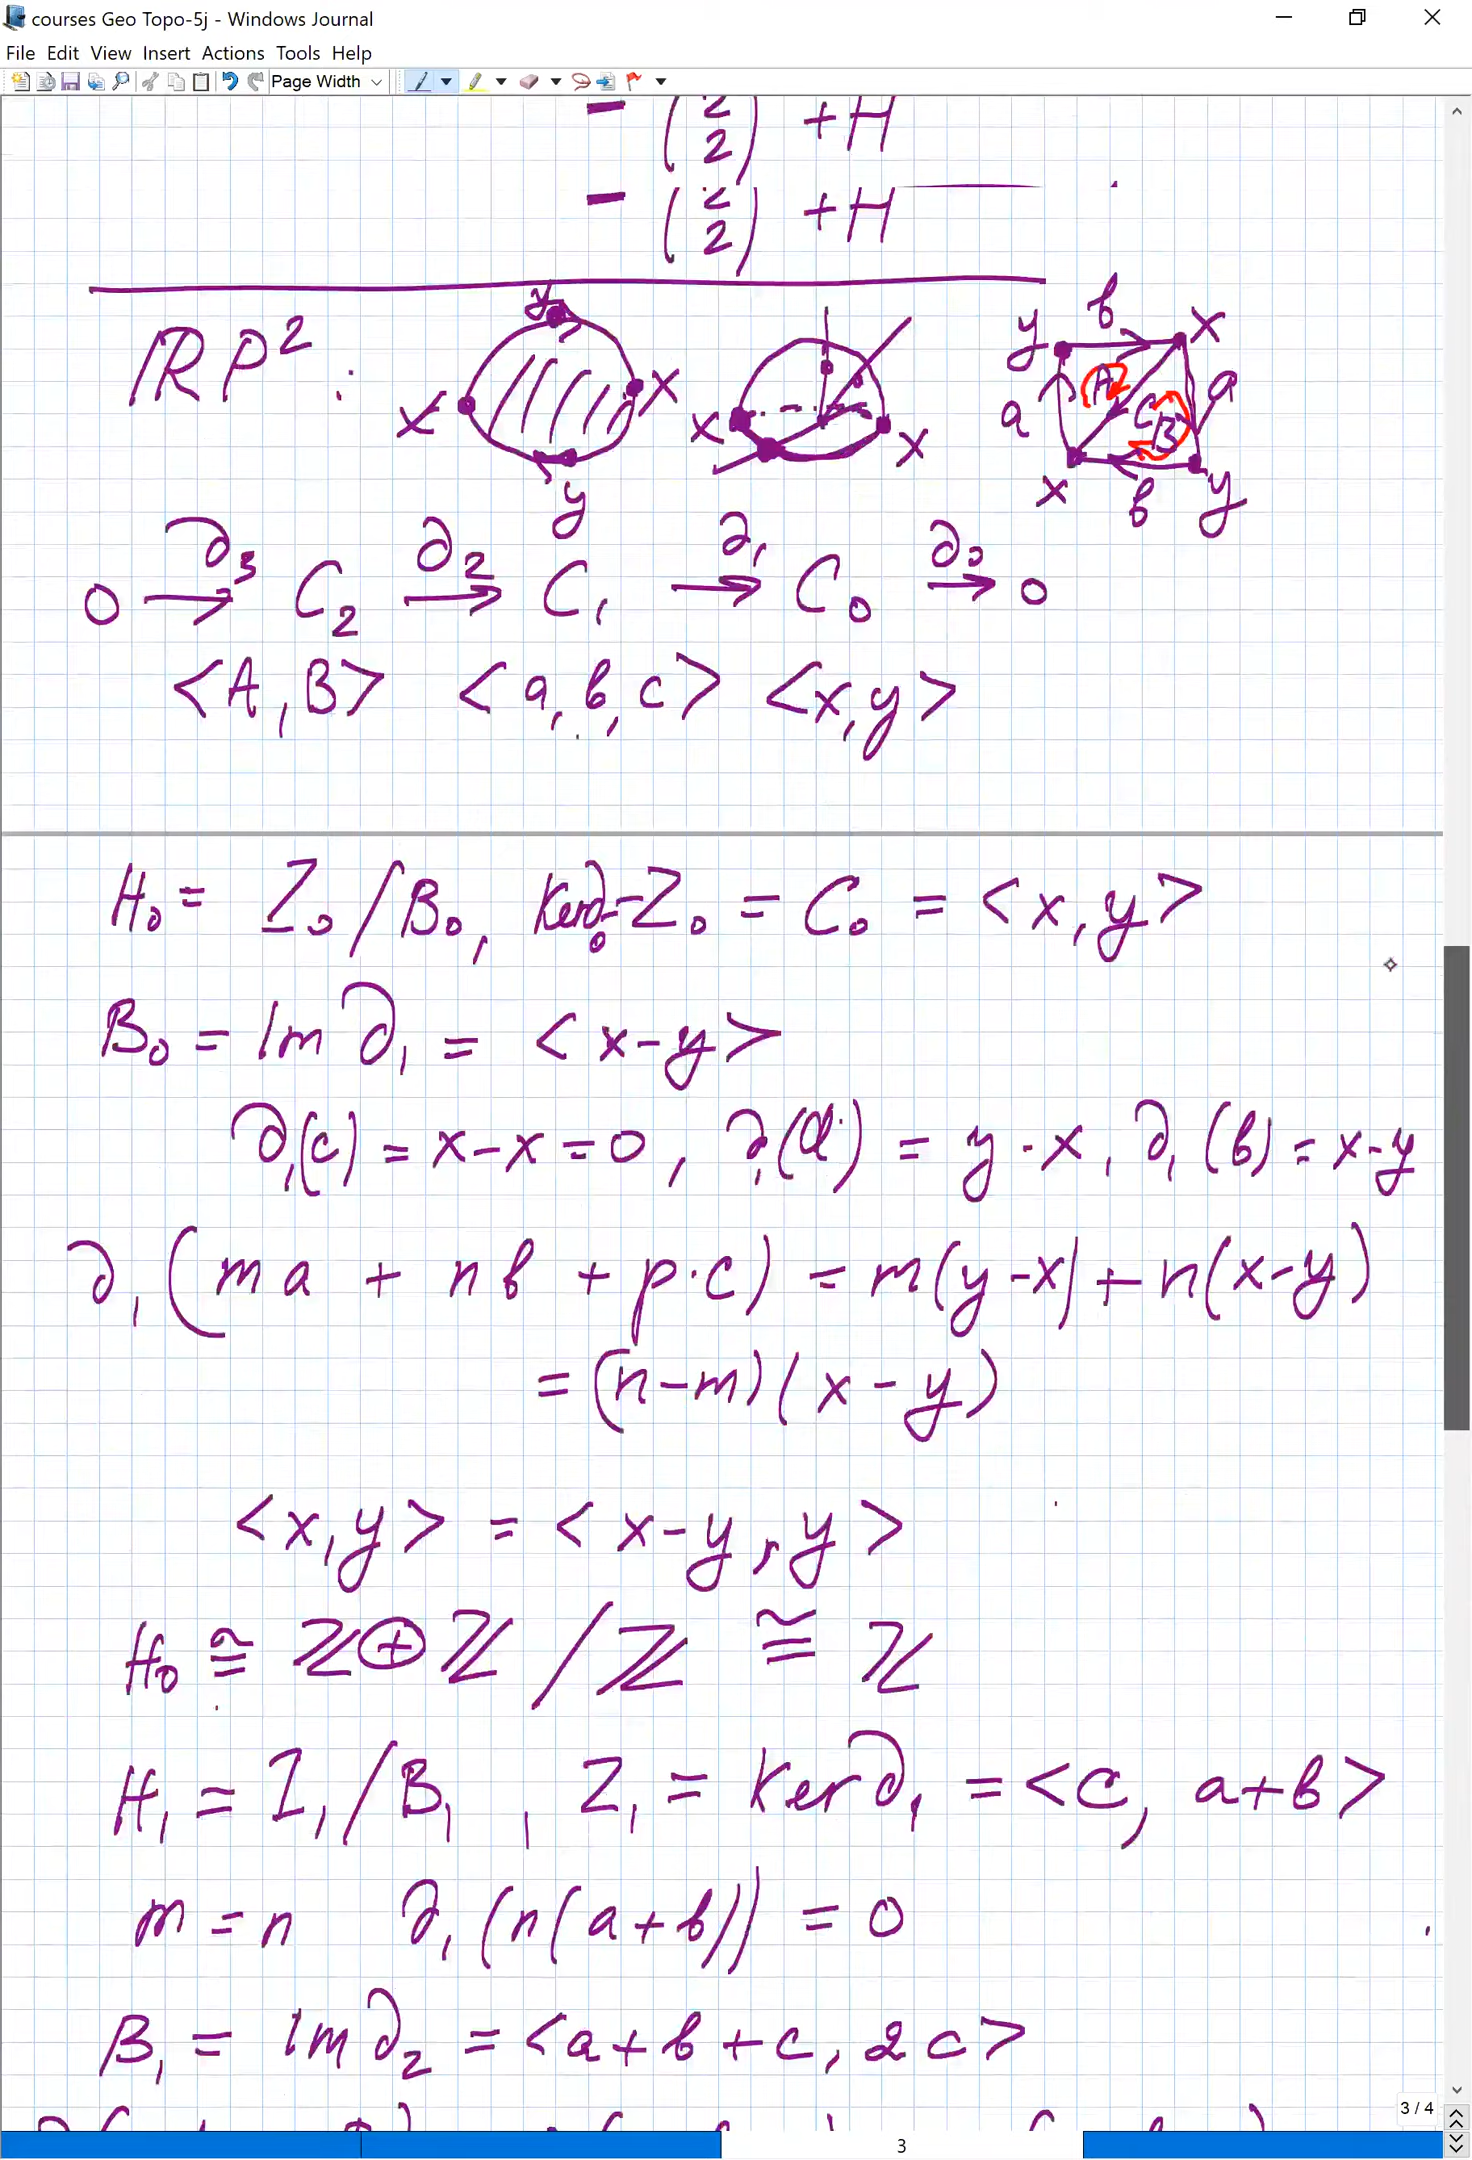 courses Geo Topo-5j - Windows Journal
File Edit View Insert Actions Tools Help
Page Width
- (2 2) + H
- (2 2) + H
ℝP² :
y x x y
x x
y b x a A c B a x b y
0 →∂₃ C₂ →∂₂ C₁ →∂₁ C₀ →∂₀ 0
<A, B> <a, b, c> <x, y>
H₀ = Z₀ / B₀, Ker∂₀ = Z₀ = C₀ = <x, y>
B₀ = Im ∂₁ = <x-y>
∂₁(c) = x-x = 0, ∂₁(a) = y-x, ∂₁(b) = x-y
∂₁(ma + nb + p·c) = m(y-x) + n(x-y)
= (n-m)(x-y)
<x, y> = <x-y, y>
H₀ ≅ ℤ⊕ℤ / ℤ ≅ ℤ
H₁ = Z₁ / B₁, Z₁ = Ker ∂₁ = <c, a+b>
m = n ∂₁(n(a+b)) = 0
B₁ = Im ∂₂ = <a+b+c, 2c>
3 / 4
3